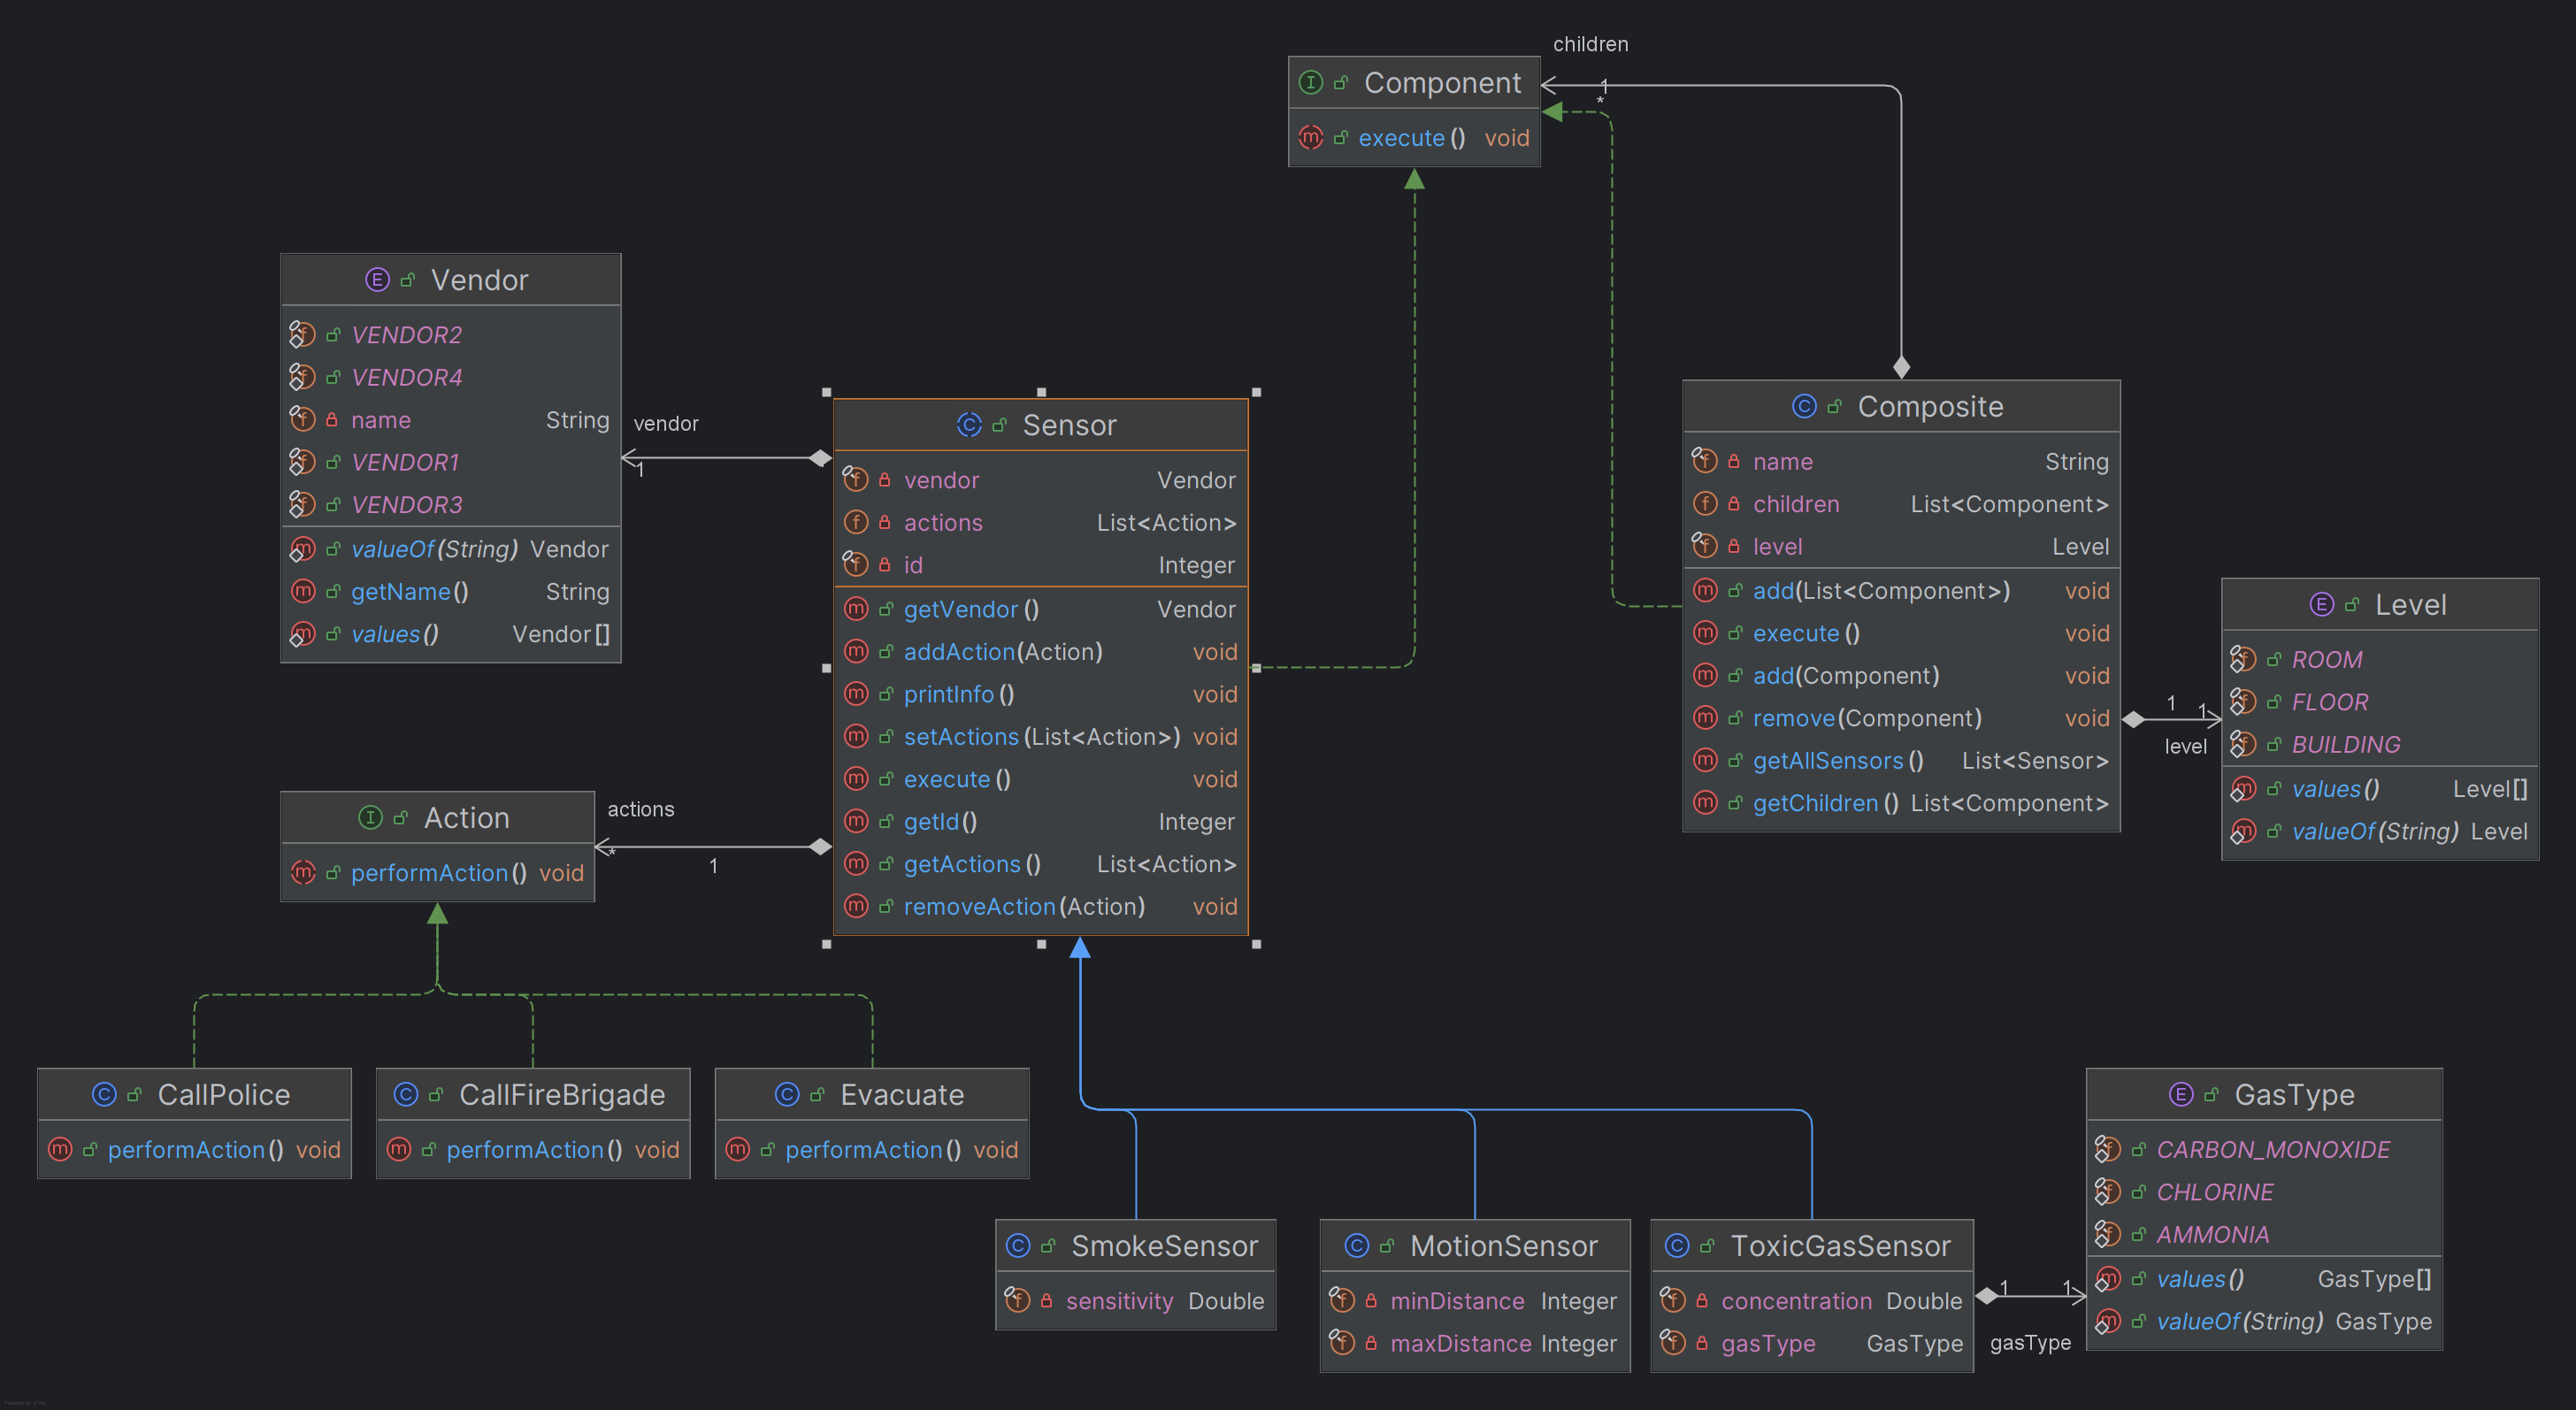 children
Component
1
*
execute() void
Vendor
VENDOR2
VENDOR4
name String
VENDOR1
VENDOR3
valueOf(String) Vendor
getName() String
values() Vendor[]
vendor
1
Sensor
vendor Vendor
actions List<Action>
id Integer
getVendor() Vendor
addAction(Action) void
printInfo() void
setActions(List<Action>) void
execute() void
getId() Integer
getActions() List<Action>
removeAction(Action) void
Composite
name String
children List<Component>
level Level
add(List<Component>) void
execute() void
add(Component) void
remove(Component) void
getAllSensors() List<Sensor>
getChildren() List<Component>
1 1
level
Level
ROOM
FLOOR
BUILDING
values() Level[]
valueOf(String) Level
Action
performAction() void
actions
*
1
CallPolice
performAction() void
CallFireBrigade
performAction() void
Evacuate
performAction() void
SmokeSensor
sensitivity Double
MotionSensor
minDistance Integer
maxDistance Integer
ToxicGasSensor
concentration Double
gasType GasType
1 1
gasType
GasType
CARBON_MONOXIDE
CHLORINE
AMMONIA
values() GasType[]
valueOf(String) GasType